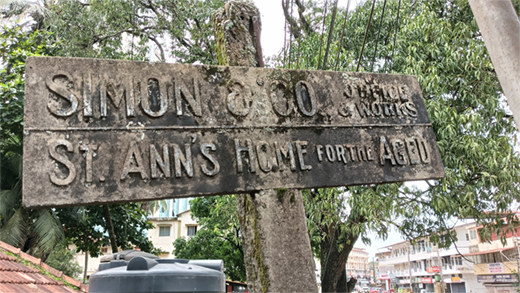 SIMON & CO. OFFICE & WORKS
ST. ANN'S HOME FOR THE AGED